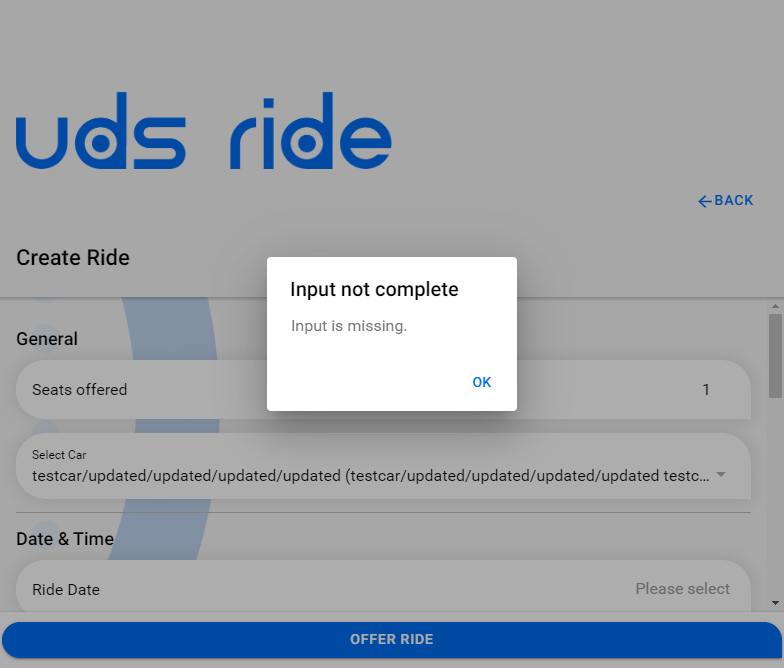 uds ride
BACK
Create Ride
Input not complete
Input is missing.
OK
General
Seats offered 1
Select Car
testcar/updated/updated/updated/updated (testcar/updated/updated/updated/updated testc...
Date & Time
Ride Date Please select
OFFER RIDE